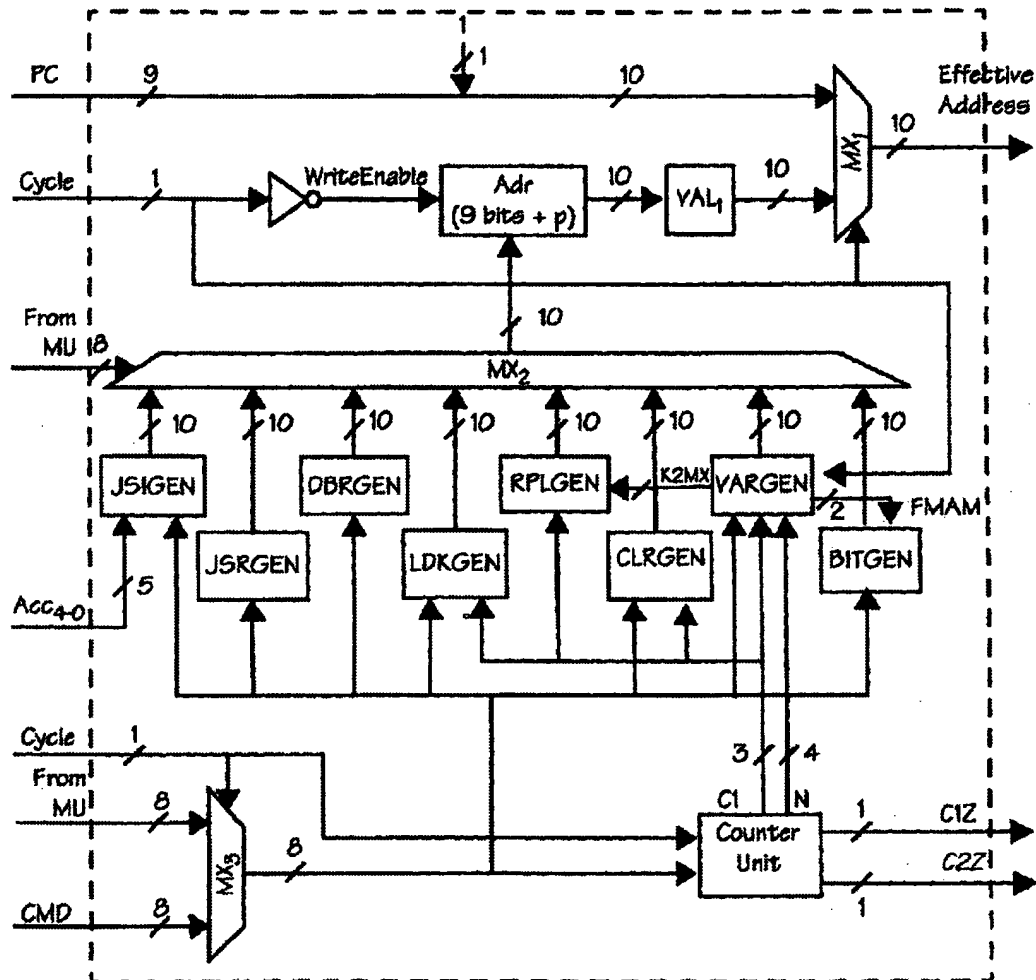 1
1
PC
9
10
Effective
Address
10
MX1
Cycle
1
WriteEnable
Adr
(9 bits + p)
10
VAL1
10
From
MU
8
10
MX2
10
10
10
10
10
10
10
10
JSIGEN
DBRGEN
RPLGEN
K2MX
VARGEN
2
FMAM
JSRGEN
LDKGEN
CLRGEN
BITGEN
5
Acc4-0
Cycle
1
3
4
From
MU
8
C1
N
Counter
Unit
1
C1Z
MX3
8
C2Z
1
CMD
8